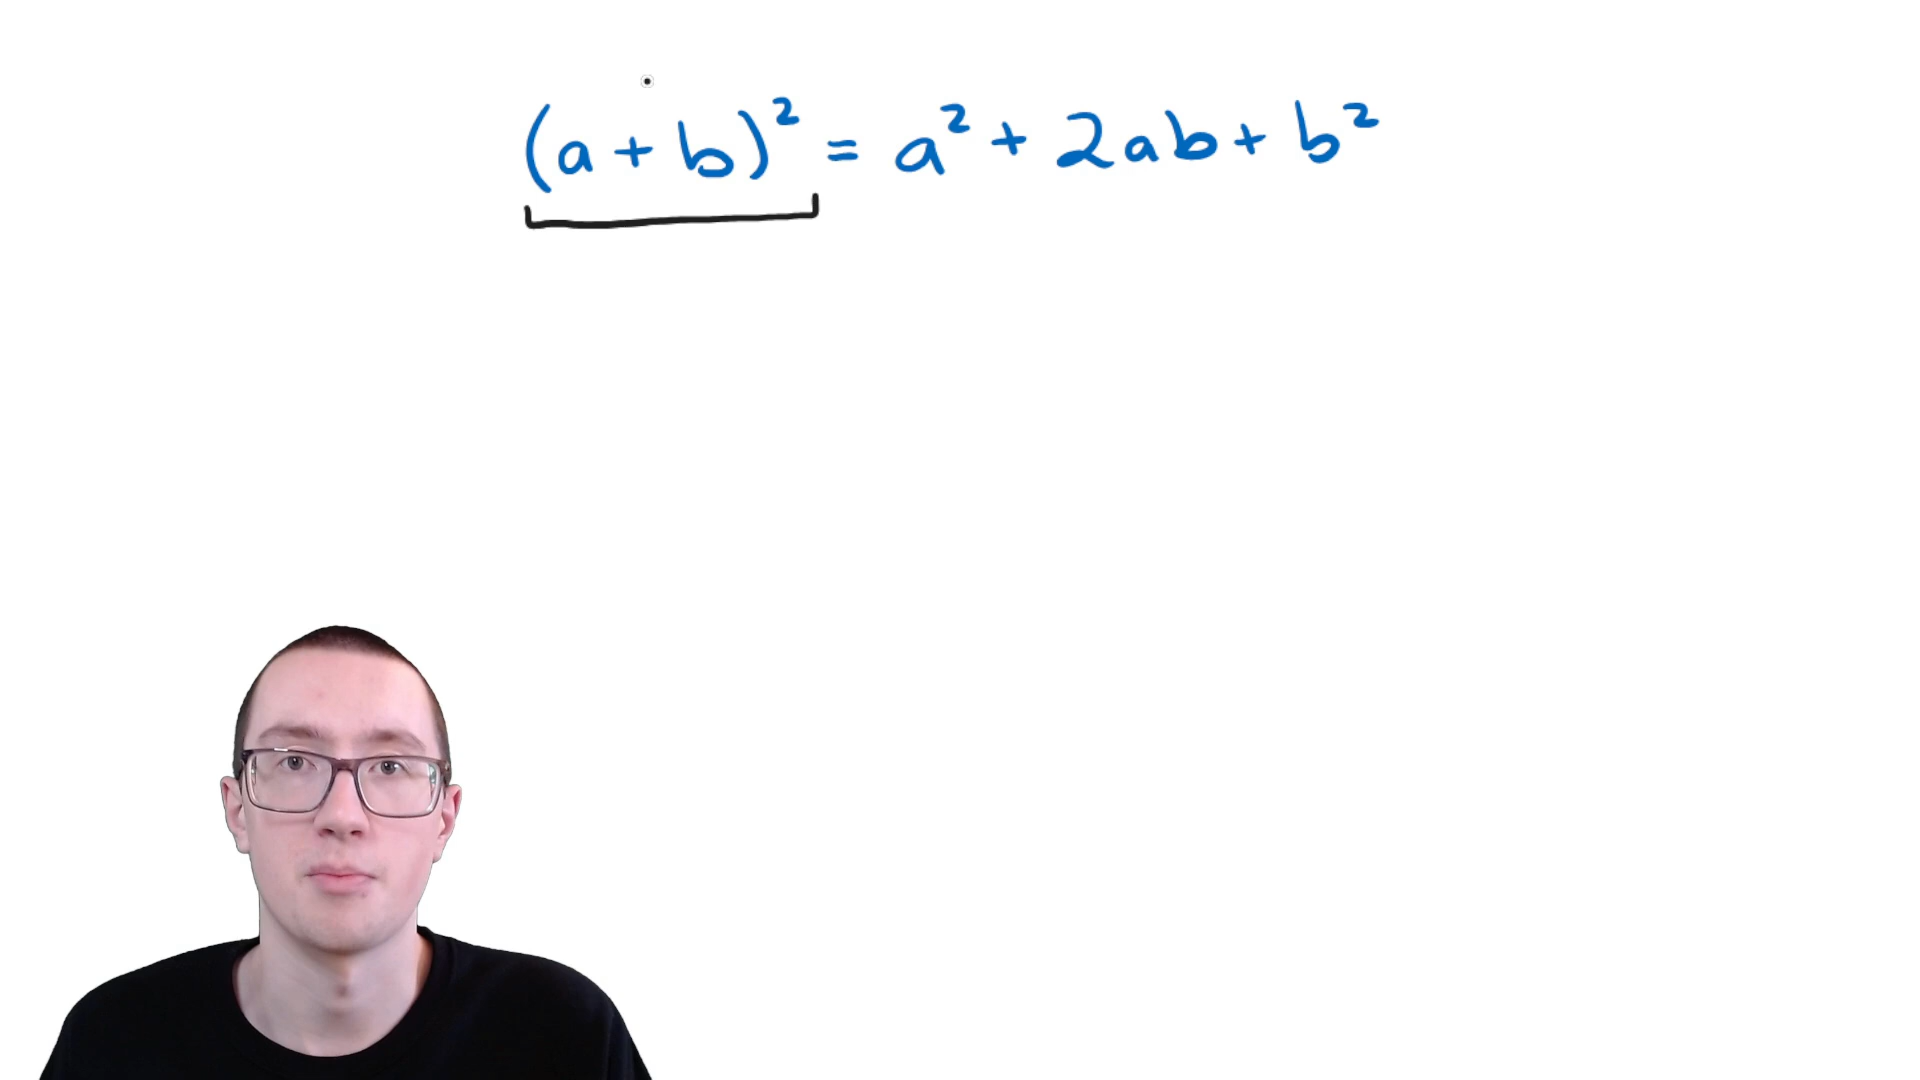 (a + b)² = a² + 2ab + b²